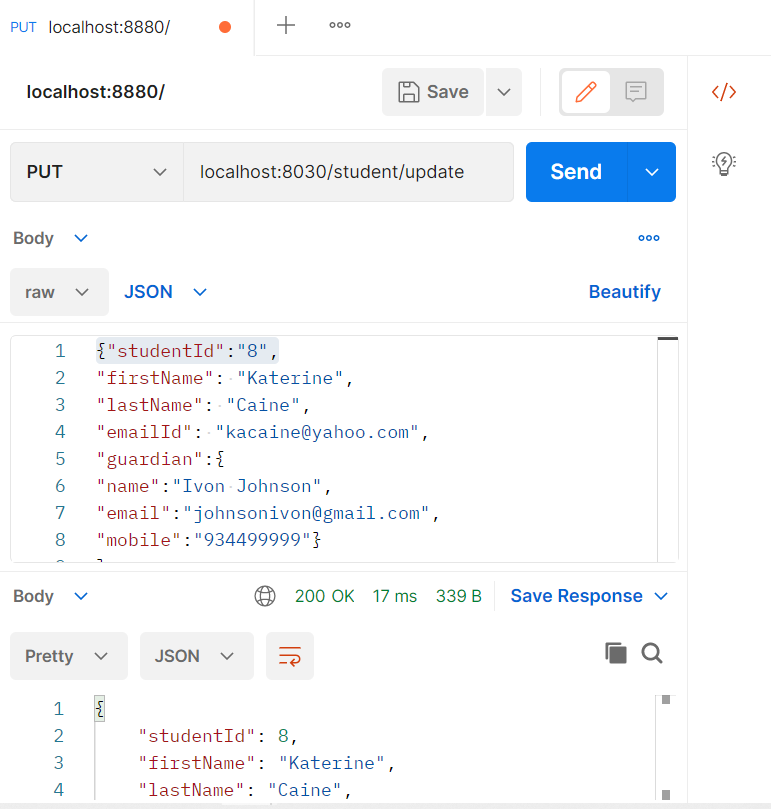 PUT localhost:8880/
localhost:8880/
Save
PUT localhost:8030/student/update Send
Body
raw JSON Beautify
1 {"studentId":"8",
2 "firstName": "Katerine",
3 "lastName": "Caine",
4 "emailId": "kacaine@yahoo.com",
5 "guardian":{
6 "name":"Ivon Johnson",
7 "email":"johnsonivon@gmail.com",
8 "mobile":"934499999"}
Body 200 OK 17 ms 339 B Save Response
Pretty JSON
1 {
2 "studentId": 8,
3 "firstName": "Katerine",
4 "lastName": "Caine",